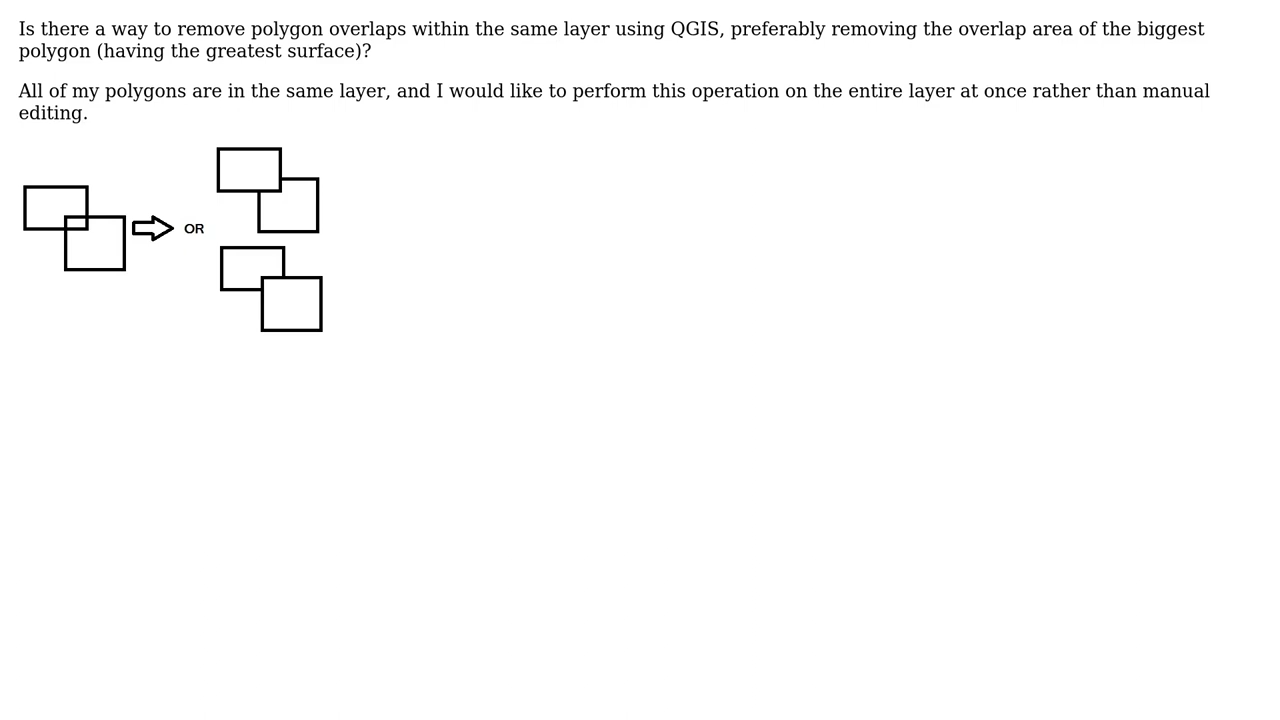 Is there a way to remove polygon overlaps within the same layer using QGIS, preferably removing the overlap area of the biggest
polygon (having the greatest surface)?
All of my polygons are in the same layer, and I would like to perform this operation on the entire layer at once rather than manual
editing.
OR